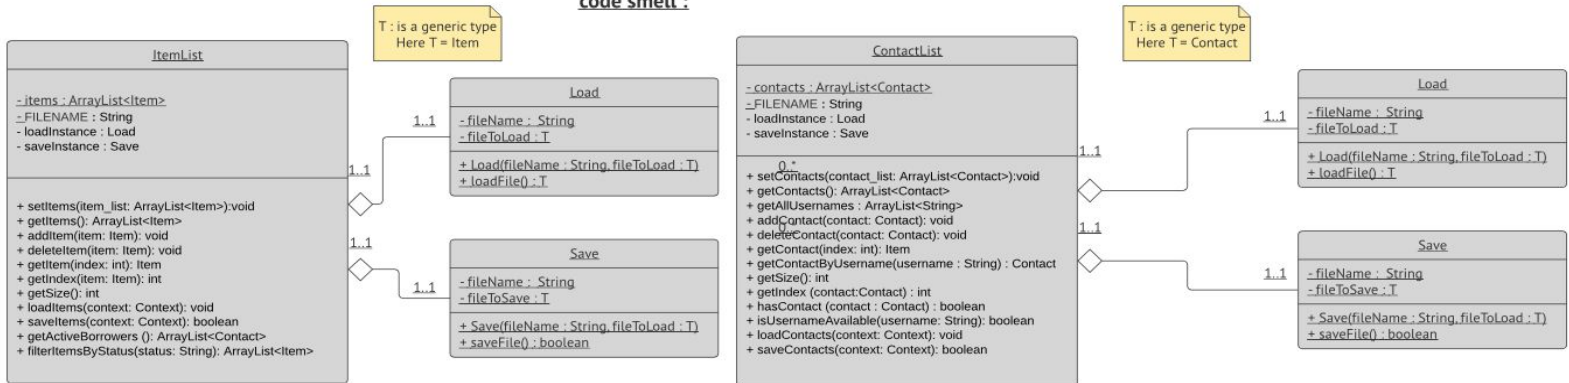 code smell :
T : is a generic type
Here T = Item
ItemList
- items : ArrayList<Item>
- FILENAME : String
- loadInstance : Load
- saveInstance : Save
+ setItems(item_list: ArrayList<Item>):void
+ getItems(): ArrayList<Item>
+ addItem(item: Item): void
+ deleteItem(item: Item): void
+ getItem(index: int): Item
+ getIndex(item: Item): int
+ getSize(): int
+ loadItems(context: Context): void
+ saveItems(context: Context): boolean
+ getActiveBorrowers (): ArrayList<Contact>
+ filterItemsByStatus(status: String): ArrayList<Item>
1..1
1..1
Load
- fileName : String
- fileToLoad : T
+ Load(fileName : String, fileToLoad : T)
+ loadFile() : T
1..1
1..1
Save
- fileName : String
- fileToSave : T
+ Save(fileName : String, fileToLoad : T)
+ saveFile() : boolean
T : is a generic type
Here T = Contact
ContactList
- contacts : ArrayList<Contact>
- FILENAME : String
- loadInstance : Load
- saveInstance : Save
0..*
+ setContacts(contact_list: ArrayList<Contact>):void
+ getContacts(): ArrayList<Contact>
+ getAllUsernames : ArrayList<String>
+ addContact(contact: Contact): void
0..*
+ deleteContact(contact: Contact): void
+ getContact(index: int): Item
+ getContactByUsername(username : String) : Contact
+ getSize(): int
+ getIndex (contact:Contact) : int
+ hasContact (contact : Contact) : boolean
+ isUsernameAvailable(username: String): boolean
+ loadContacts(context: Context): void
+ saveContacts(context: Context): boolean
1..1
1..1
Load
- fileName : String
- fileToLoad : T
+ Load(fileName : String, fileToLoad : T)
+ loadFile() : T
1..1
1..1
Save
- fileName : String
- fileToSave : T
+ Save(fileName : String, fileToLoad : T)
+ saveFile() : boolean